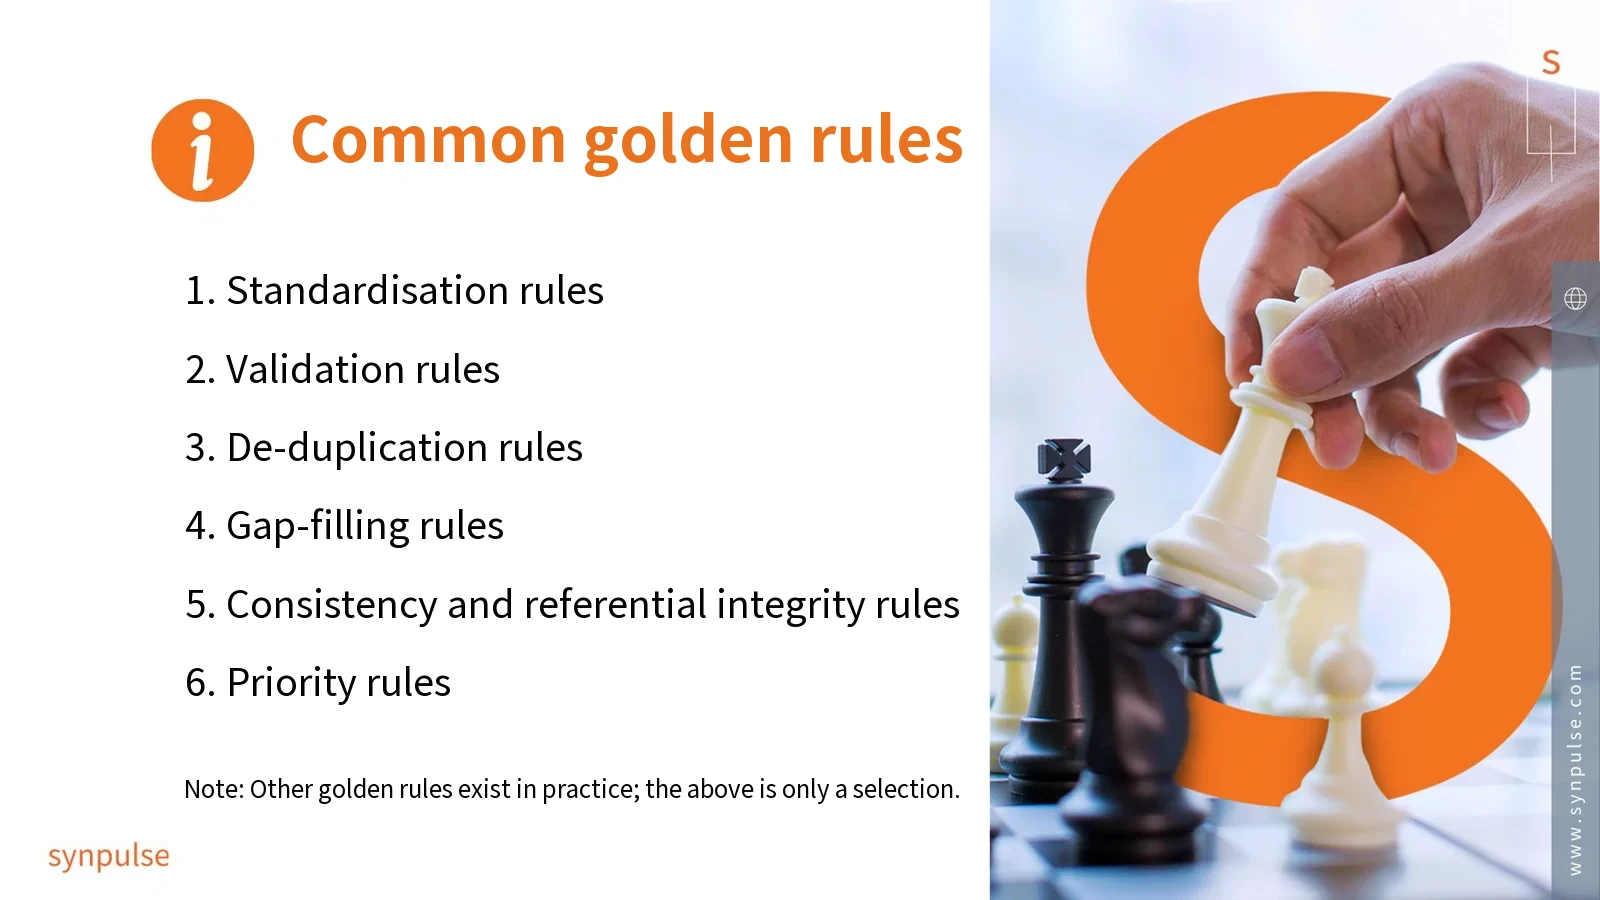 Common golden rules
1. Standardisation rules
2. Validation rules
3. De-duplication rules
4. Gap-filling rules
5. Consistency and referential integrity rules
6. Priority rules
Note: Other golden rules exist in practice; the above is only a selection.
synpulse
S
www.synpulse.com